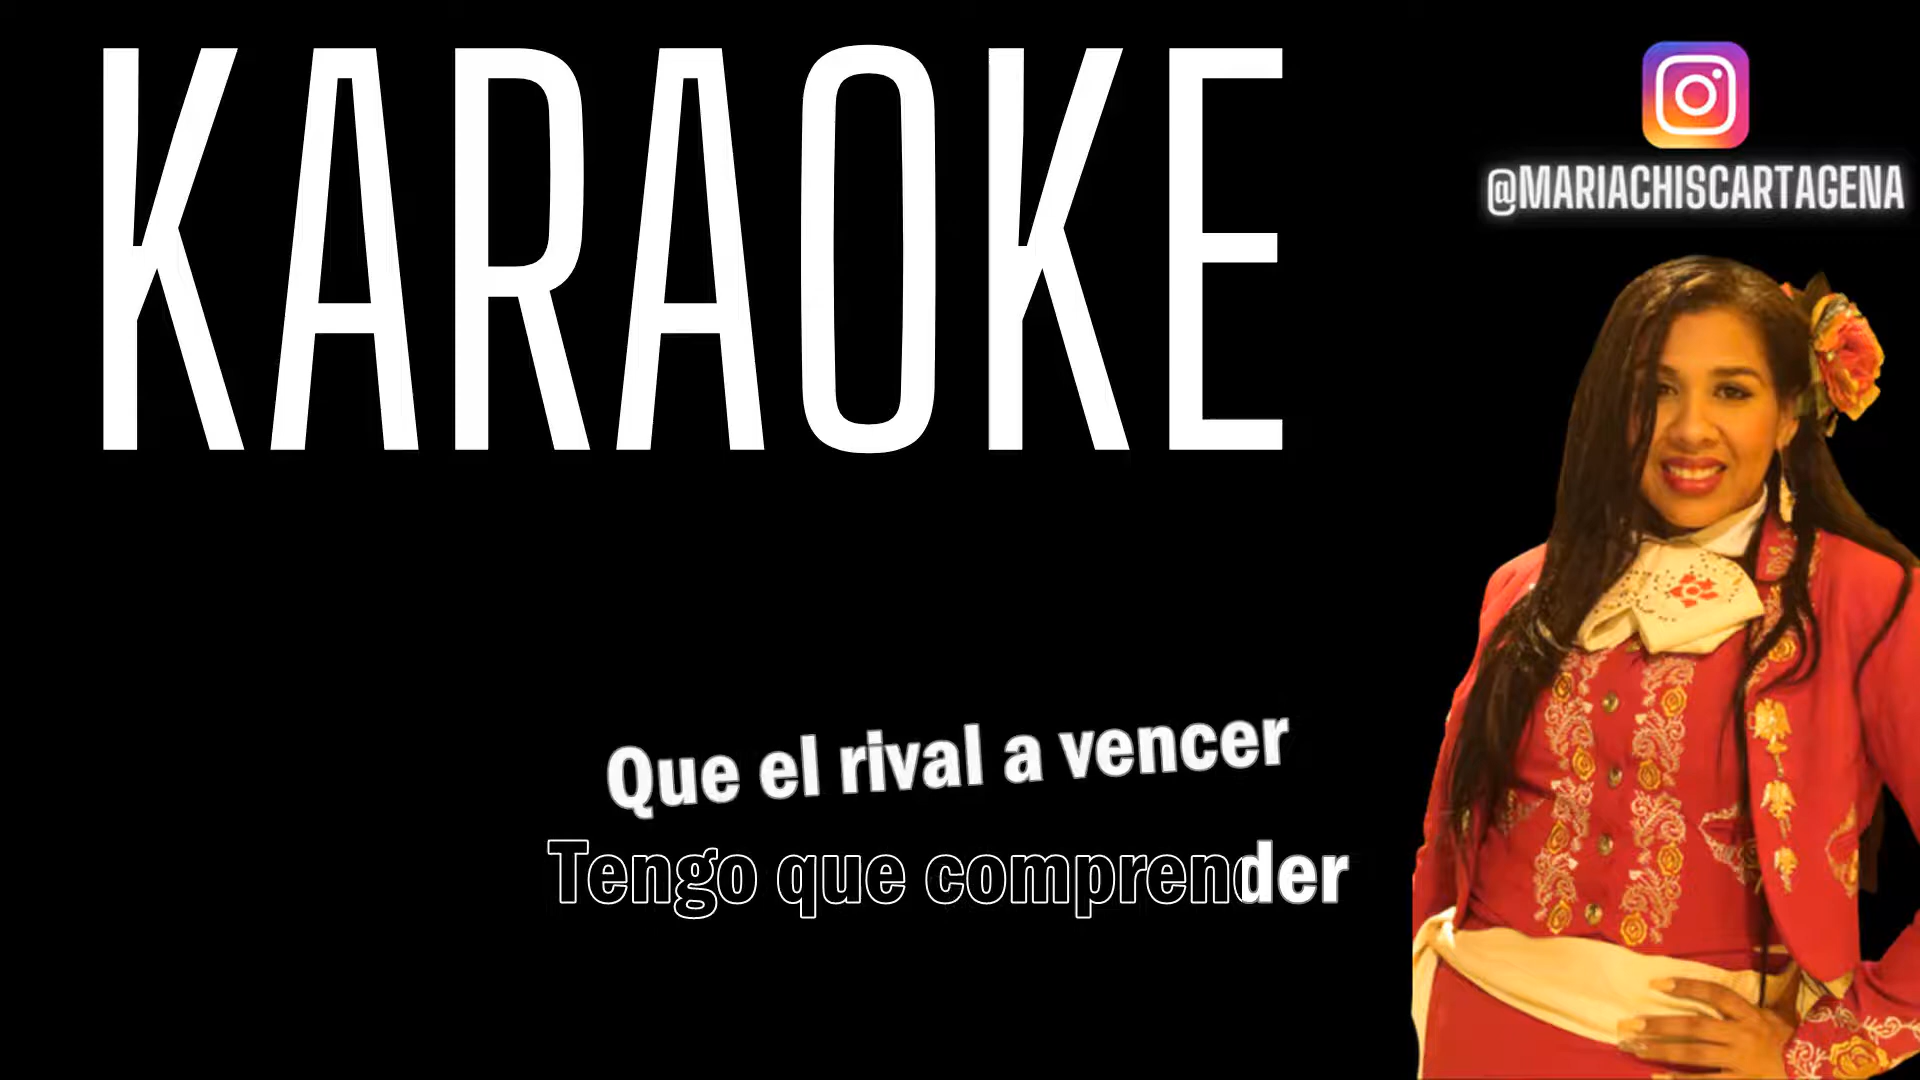 KARAOKE
@MARIACHISCARTAGENA
Que el rival a vencer
Tengo que comprender